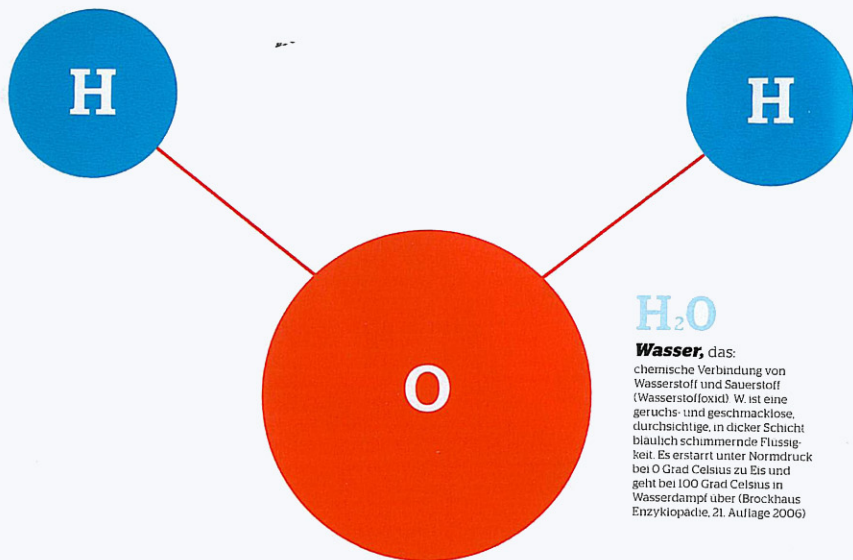 H
H
O
H₂O
Wasser, das:
chemische Verbindung von
Wasserstoff und Sauerstoff
(Wasserstoffoxid). W. ist eine
geruchs- und geschmacklose,
durchsichtige, in dicker Schicht
bläulich schimmernde Flüssig-
keit. Es erstarrt unter Normdruck
bei 0 Grad Celsius zu Eis und
geht bei 100 Grad Celsius in
Wasserdampf über (Brockhaus
Enzyklopädie, 21. Auflage 2006)